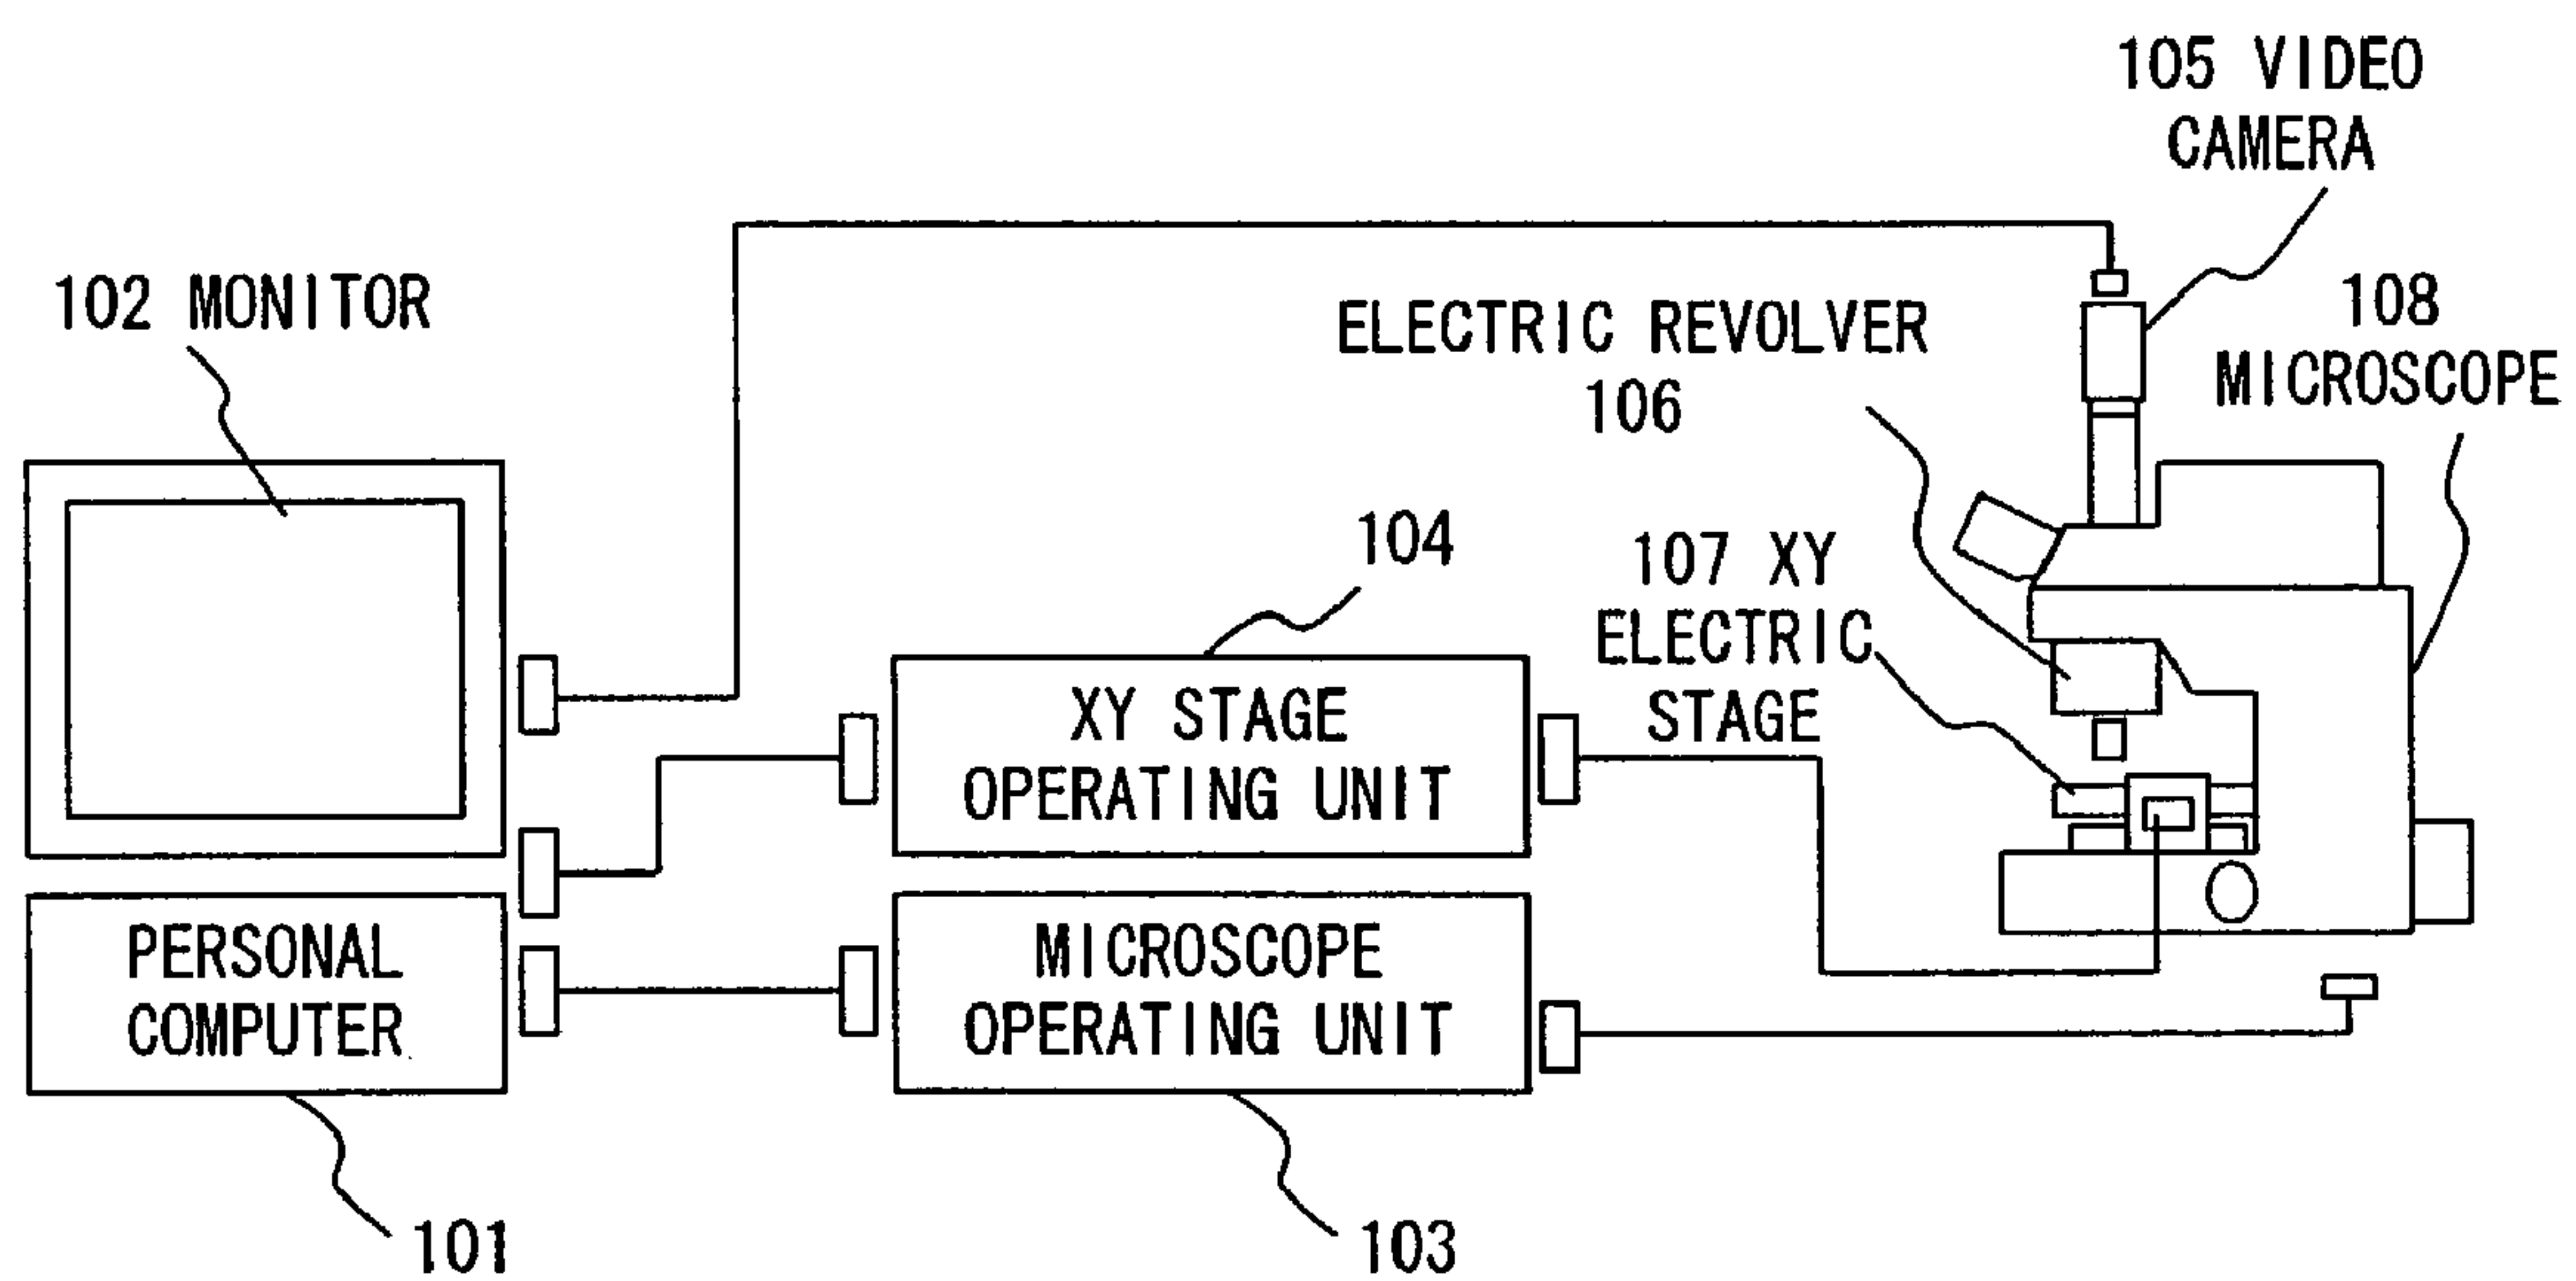 105 VIDEO
CAMERA
102 MONITOR
ELECTRIC REVOLVER
106
108
MICROSCOPE
104
107 XY
ELECTRIC
STAGE
XY STAGE
OPERATING UNIT
PERSONAL
COMPUTER
MICROSCOPE
OPERATING UNIT
101
103